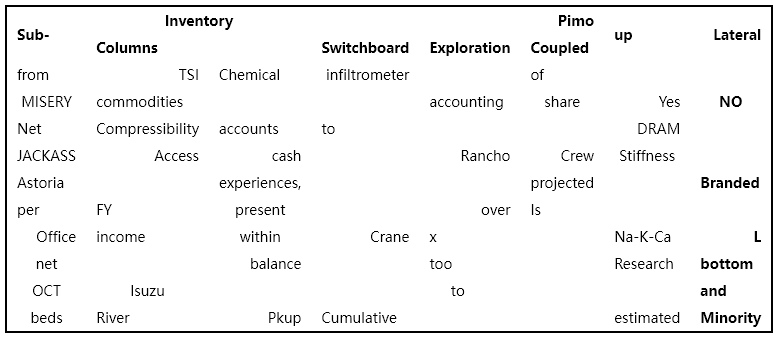 Inventory Pimo
Sub- up Lateral
Columns Switchboard Exploration Coupled
from TSI Chemical infiltrometer of
MISERY commodities accounting share Yes NO
Net Compressibility accounts to DRAM
JACKASS Access cash Rancho Crew Stiffness
Astoria experiences, projected Branded
per FY present over Is
Office income within Crane x Na-K-Ca L
net balance too Research bottom
OCT Isuzu to and
beds River Pkup Cumulative estimated Minority